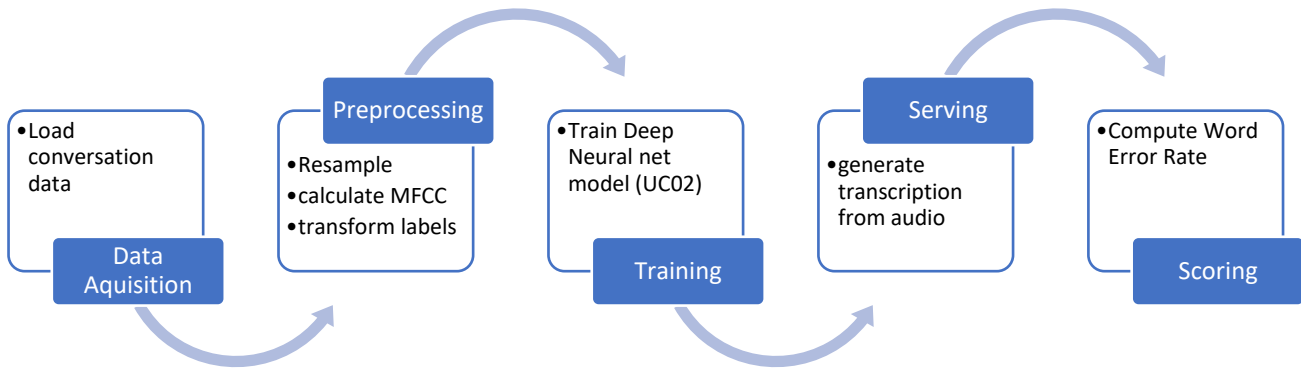 •Load
conversation
data
Data
Aquisition
Preprocessing
•Resample
•calculate MFCC
•transform labels
•Train Deep
Neural net
model (UC02)
Training
Serving
•generate
transcription
from audio
•Compute Word
Error Rate
Scoring